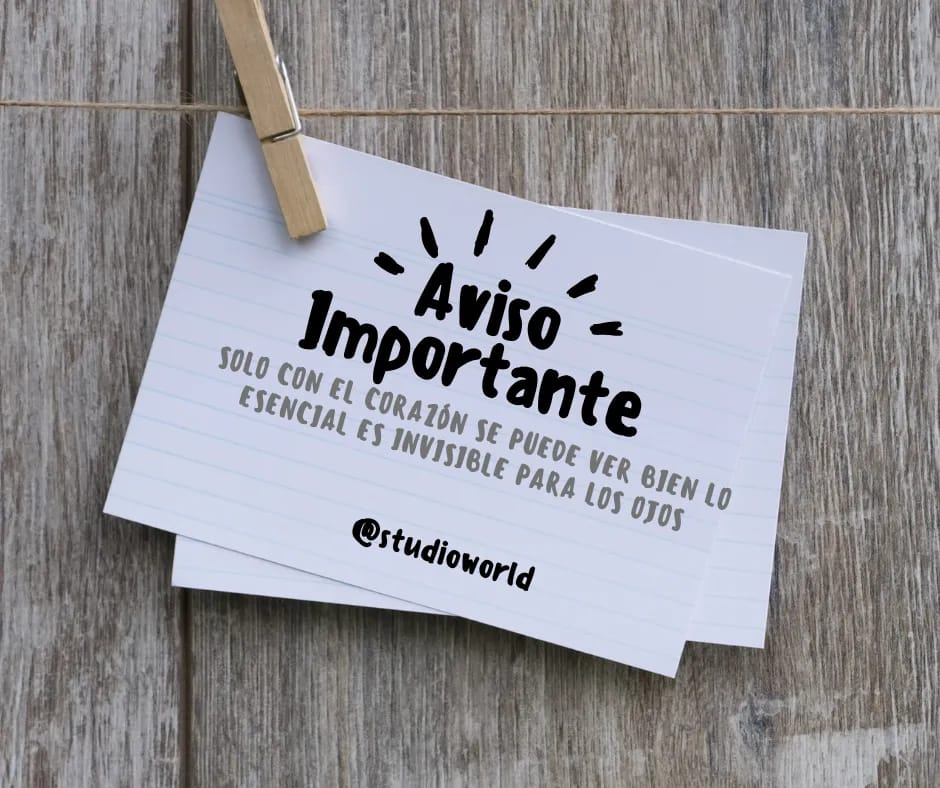 Aviso
Importante
SOLO CON EL CORAZÓN SE PUEDE VER BIEN LO
ESENCIAL ES INVISIBLE PARA LOS OJOS
@studioworld